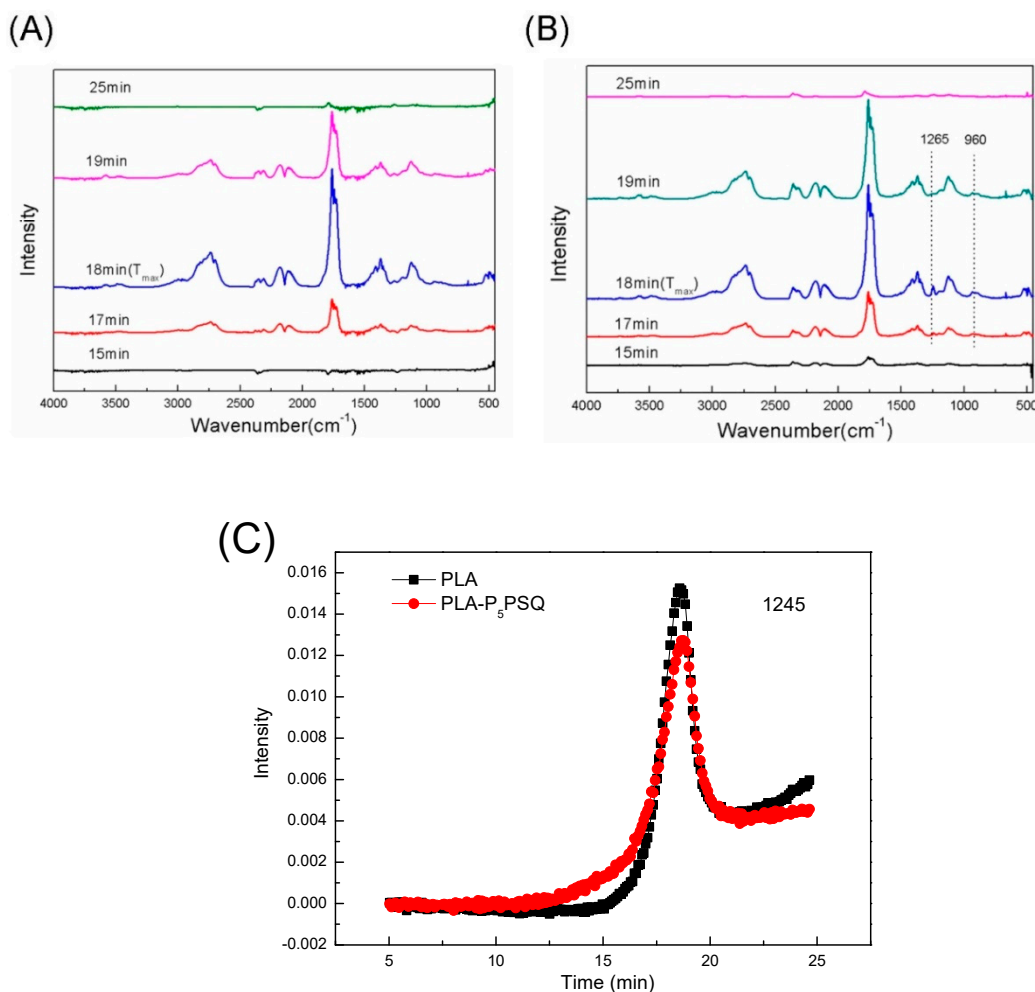 (A)
25min
19min
18min(Tmax)
17min
15min
Intensity
4000 3500 3000 2500 2000 1500 1000 500
Wavenumber(cm-1)
(B)
25min
1265 960
19min
18min(Tmax)
17min
15min
Intensity
4000 3500 3000 2500 2000 1500 1000 500
Wavenumber(cm-1)
(C)
PLA
PLA-P5PSQ
1245
0.016
0.014
0.012
0.010
0.008
0.006
0.004
0.002
0.000
-0.002
Intensity
5 10 15 20 25
Time (min)